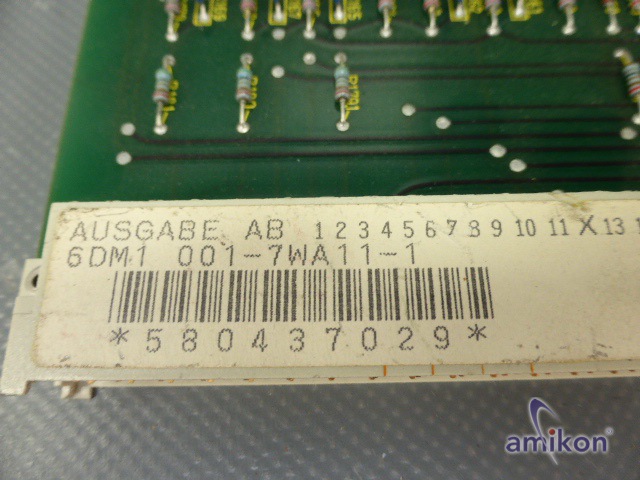 AUSGABE AB 1 2 3 4 5 6 7 8 9 10 11 X 13
6DM1 001-7WA11-1
*580437029*
amikon